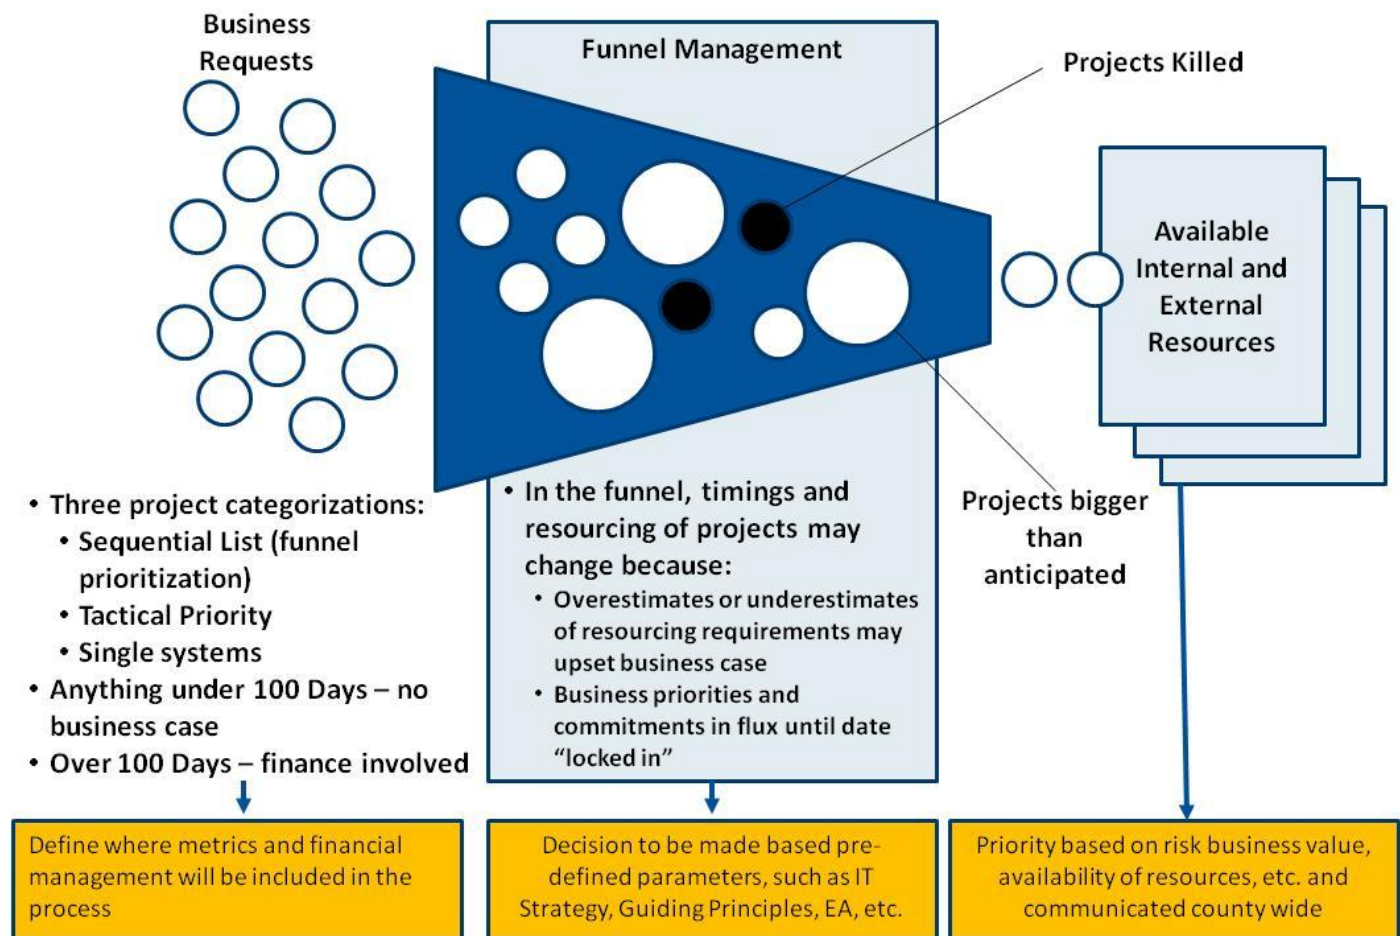 Business
Requests
Funnel Management
Projects Killed
Available
Internal and
External
Resources
Projects bigger
than
anticipated
• Three project categorizations:
• Sequential List (funnel
prioritization)
• Tactical Priority
• Single systems
• Anything under 100 Days – no
business case
• Over 100 Days – finance involved
• In the funnel, timings and
resourcing of projects may
change because:
• Overestimates or underestimates
of resourcing requirements may
upset business case
• Business priorities and
commitments in flux until date
“locked in”
Define where metrics and financial
management will be included in the
process
Decision to be made based pre-
defined parameters, such as IT
Strategy, Guiding Principles, EA, etc.
Priority based on risk business value,
availability of resources, etc. and
communicated county wide